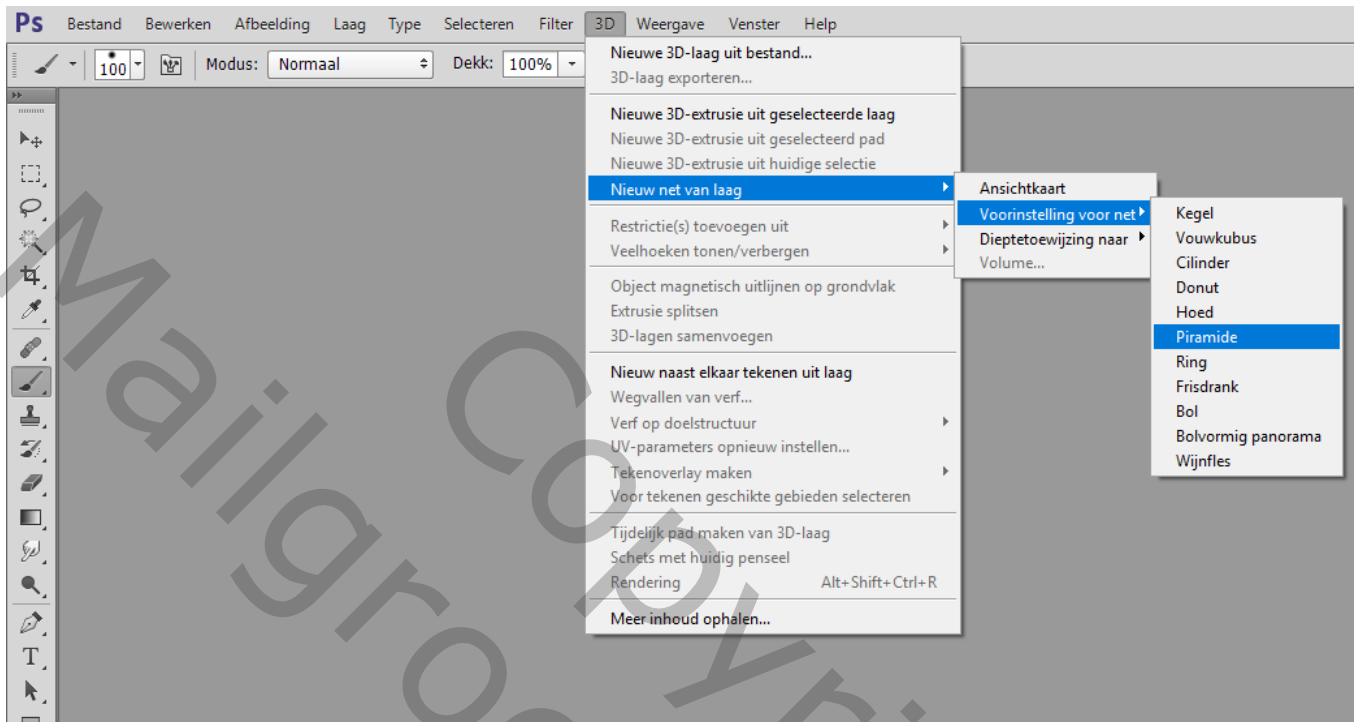 Ps Bestand Bewerken Afbeelding Laag Type Selecteren Filter 3D Weergave Venster Help
100 Modus: Normaal Dekk: 100%
Nieuwe 3D-laag uit bestand...
3D-laag exporteren...
Nieuwe 3D-extrusie uit geselecteerde laag
Nieuwe 3D-extrusie uit geselecteerd pad
Nieuwe 3D-extrusie uit huidige selectie
Nieuw net van laag
Restrictie(s) toevoegen uit
Veelhoeken tonen/verbergen
Object magnetisch uitlijnen op grondvlak
Extrusie splitsen
3D-lagen samenvoegen
Nieuw naast elkaar tekenen uit laag
Wegvallen van verf...
Verf op doelstructuur
UV-parameters opnieuw instellen...
Tekenoverlay maken
Voor tekenen geschikte gebieden selecteren
Tijdelijk pad maken van 3D-laag
Schets met huidig penseel
Rendering Alt+Shift+Ctrl+R
Meer inhoud ophalen...
Ansichtkaart
Voorinstelling voor net
Dieptetoewijzing naar
Volume...
Kegel
Vouwkubus
Cilinder
Donut
Hoed
Piramide
Ring
Frisdrank
Bol
Bolvormig panorama
Wijnfles
T